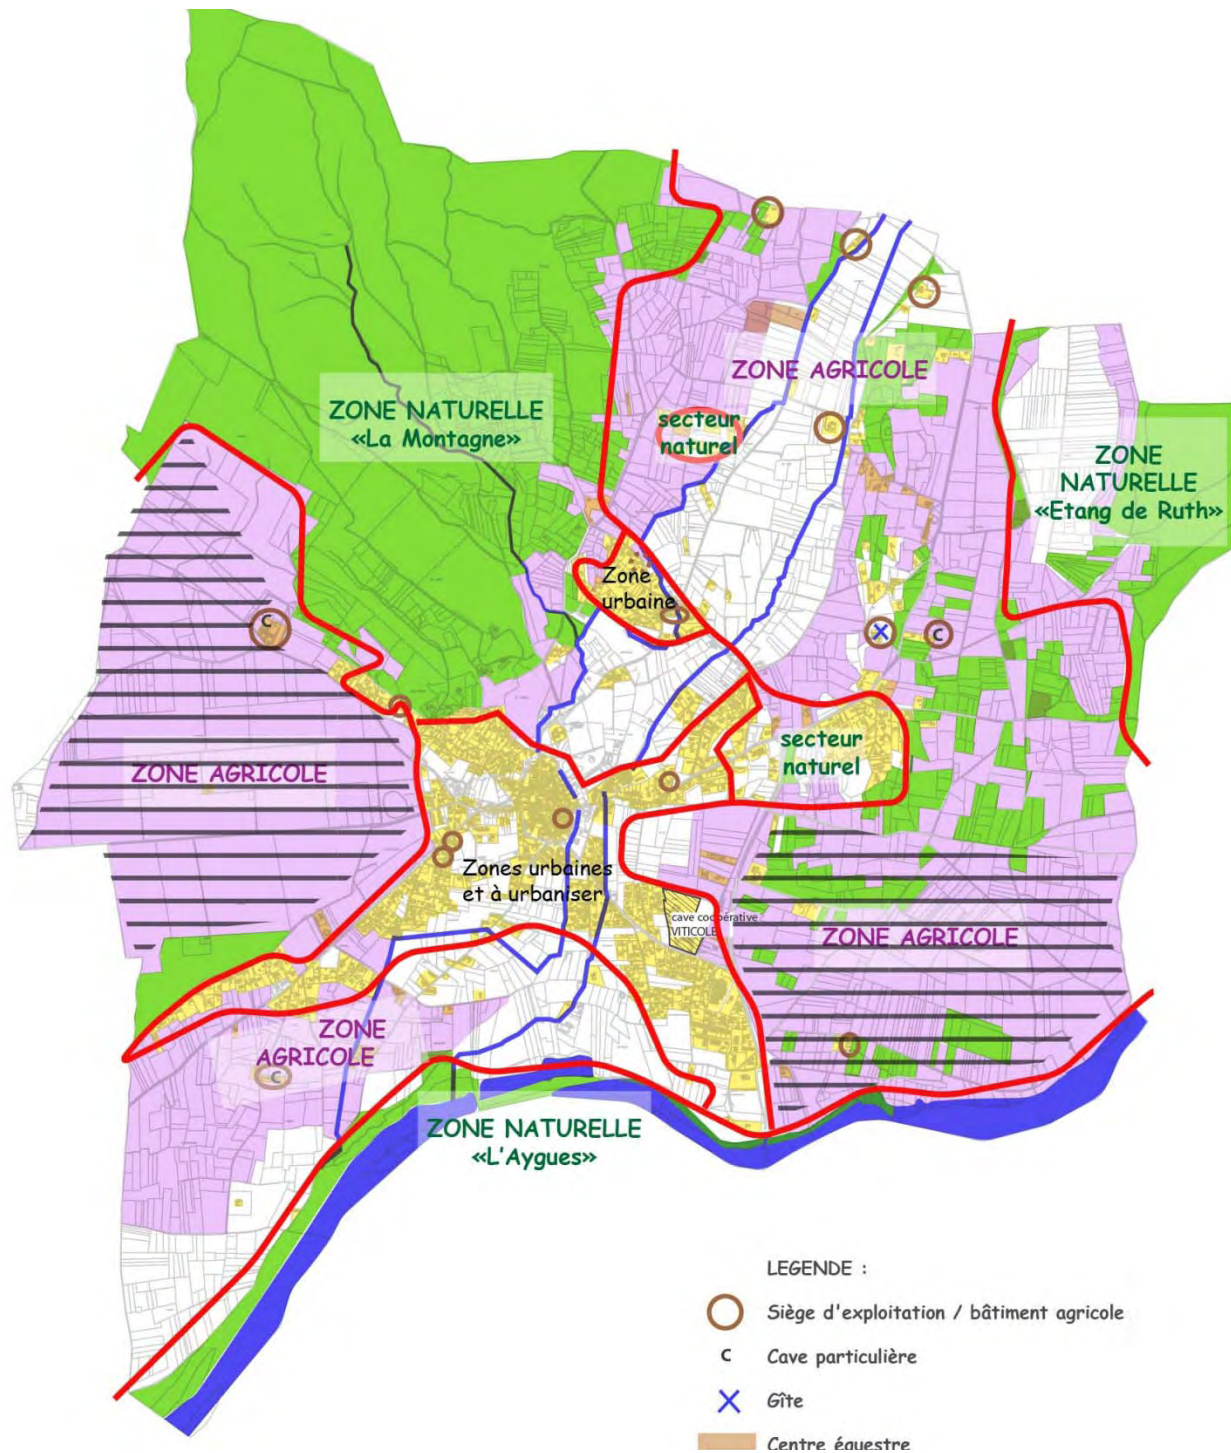 ZONE AGRICOLE
ZONE NATURELLE
«La Montagne»
secteur
naturel
ZONE
NATURELLE
«Etang de Ruth»
Zone
urbaine
C
C
secteur
naturel
ZONE AGRICOLE
Zones urbaines
et à urbaniser
cave coopérative
VITICOLE
ZONE AGRICOLE
ZONE
AGRICOLE
C
ZONE NATURELLE
«L'Aygues»
LEGENDE :
Siège d'exploitation / bâtiment agricole
C Cave particulière
Gîte
Centre équestre